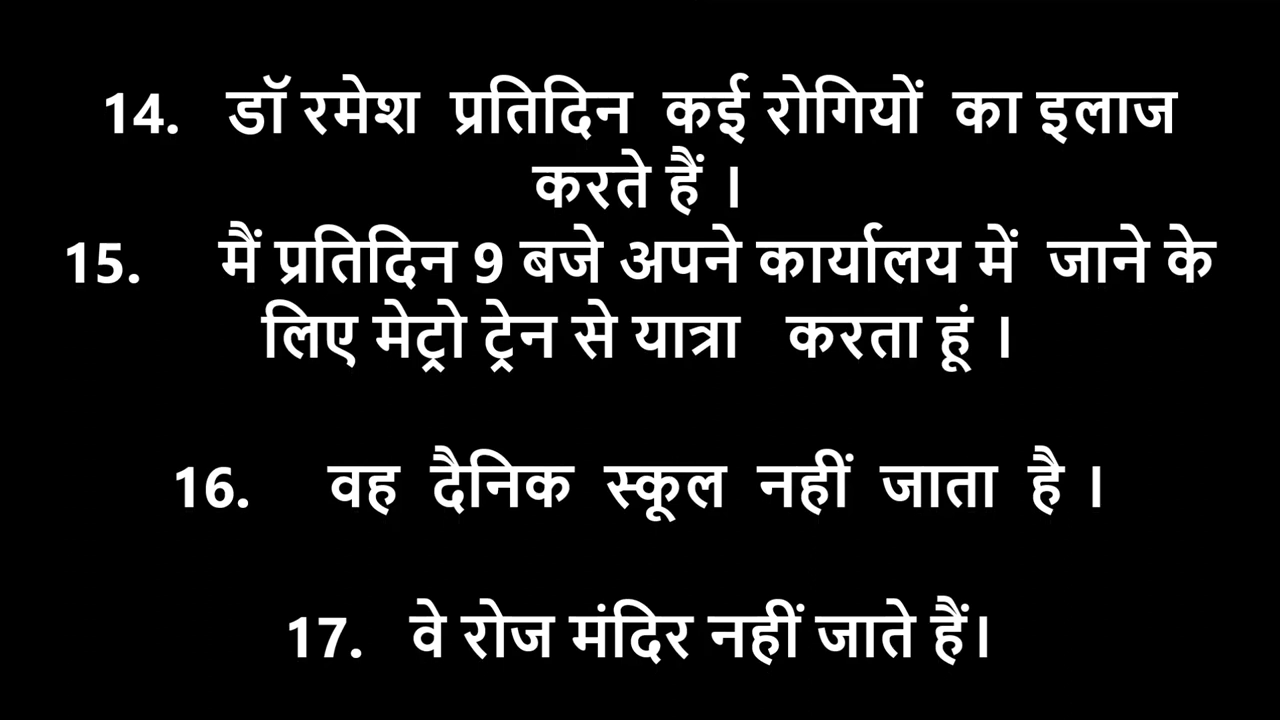 14. डॉ रमेश प्रतिदिन कई रोगियों का इलाज
करते हैं ।
15. मैं प्रतिदिन 9 बजे अपने कार्यालय में जाने के
लिए मेट्रो ट्रेन से यात्रा करता हूं ।
16. वह दैनिक स्कूल नहीं जाता है ।
17. वे रोज मंदिर नहीं जाते हैं।